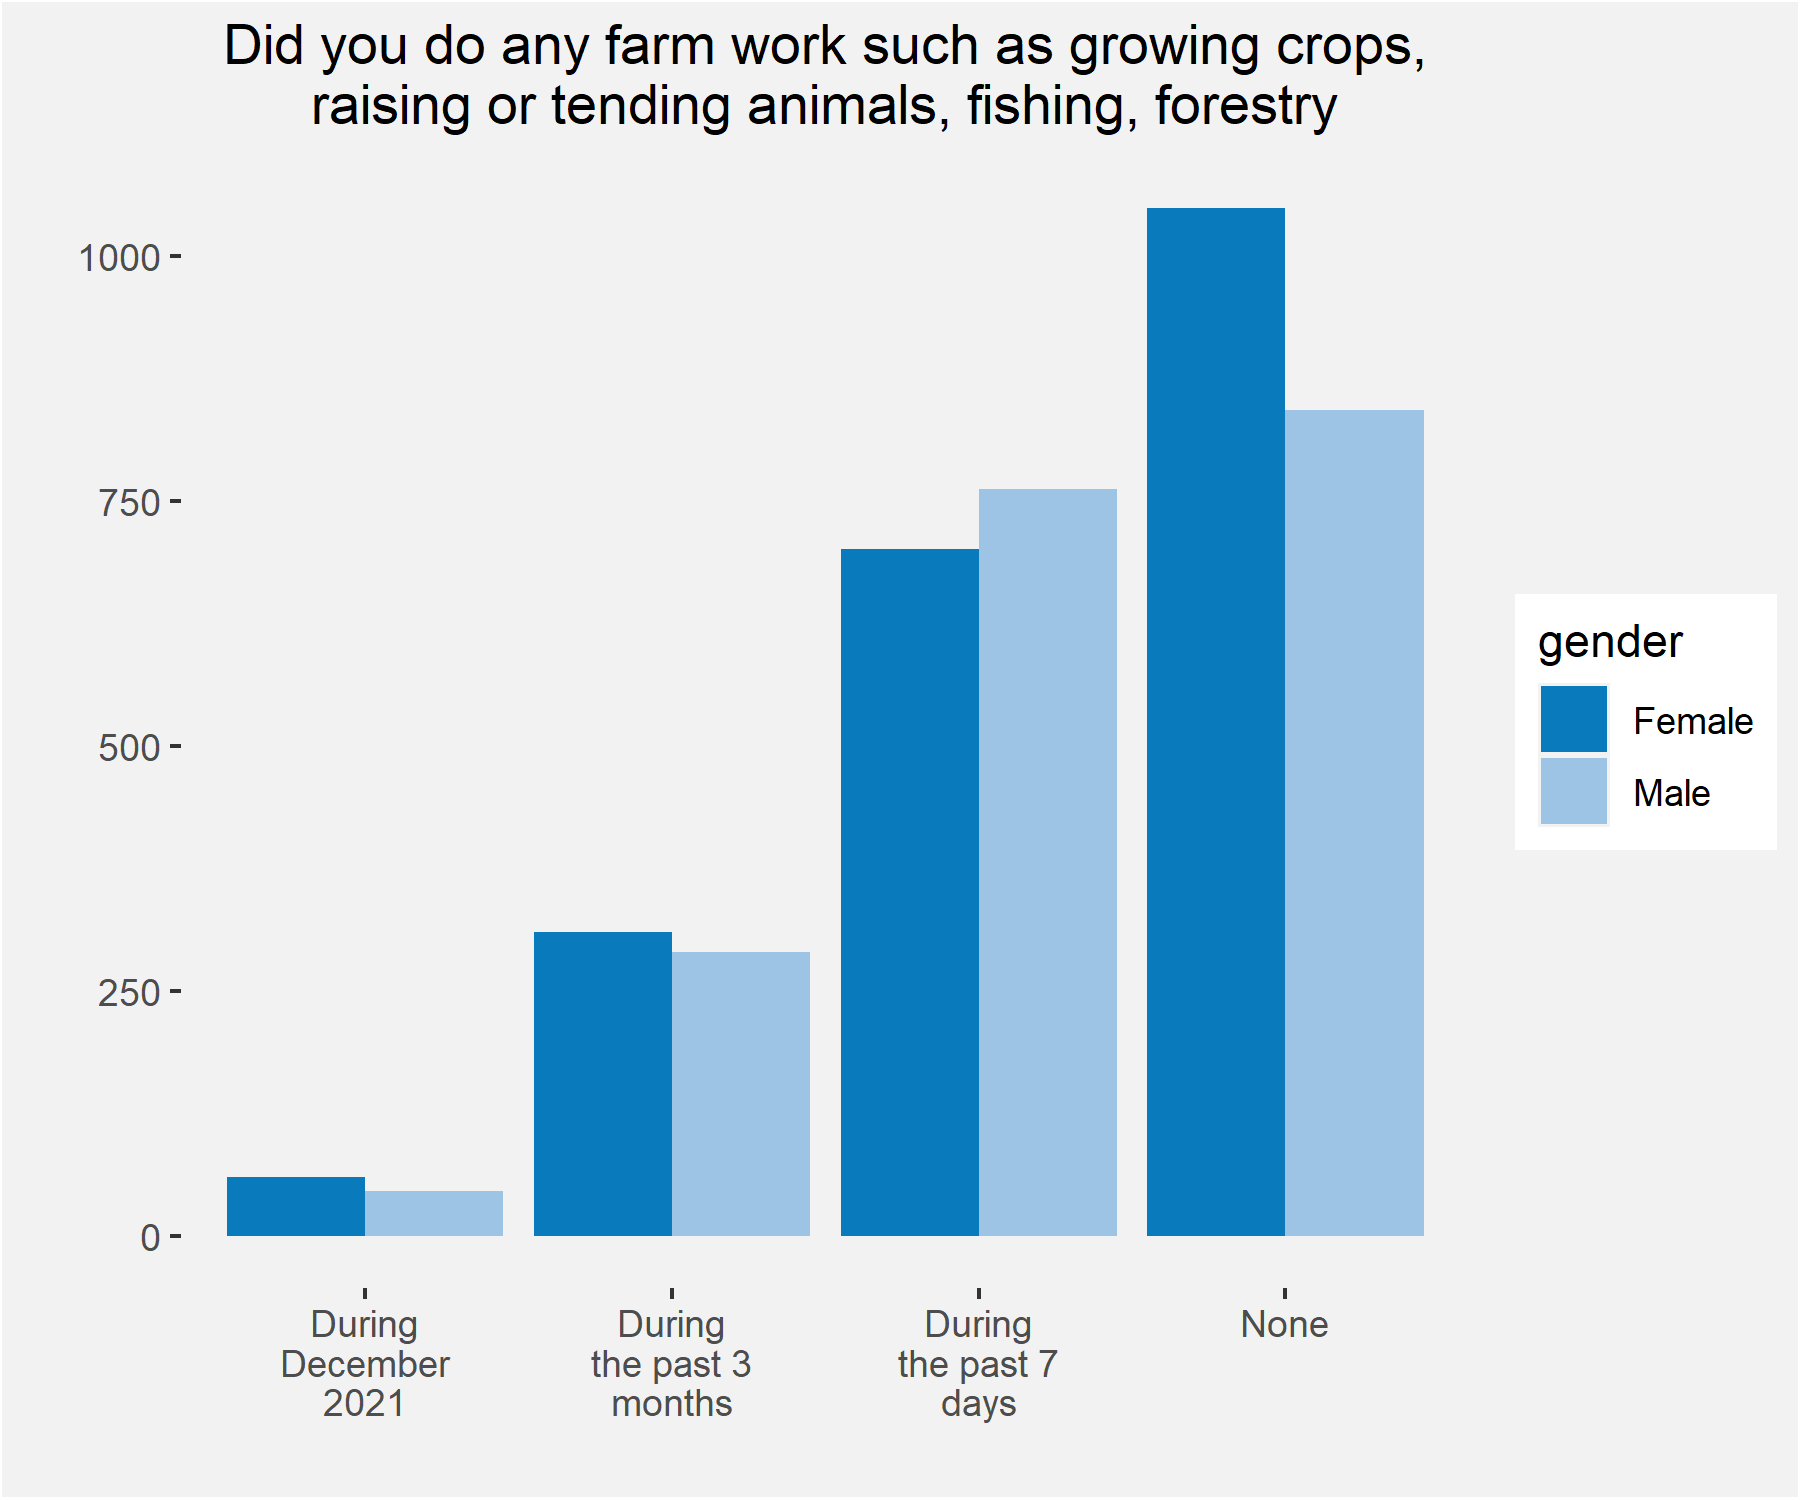 Did you do any farm work such as growing crops,
raising or tending animals, fishing, forestry
1000
750
500
250
0
During
December
2021
During
the past 3
months
During
the past 7
days
None
gender
Female
Male